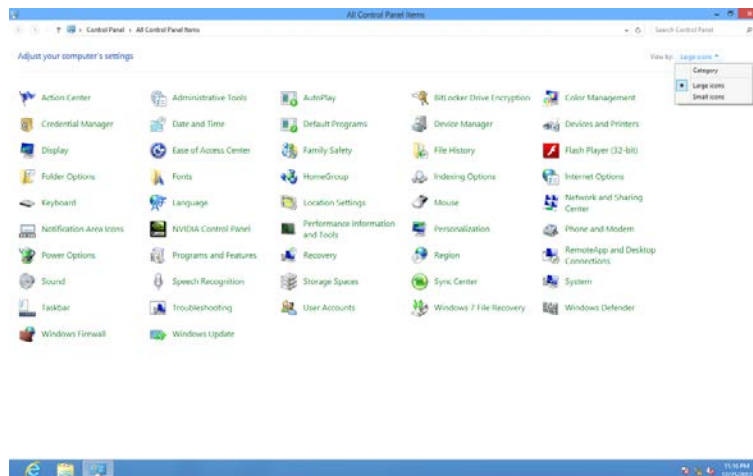 All Control Panel Items
Control Panel › All Control Panel Items
Search Control Panel
Adjust your computer's settings
View by: Large icons
Category
Large icons
Small icons
Action Center
Administrative Tools
AutoPlay
BitLocker Drive Encryption
Color Management
Credential Manager
Date and Time
Default Programs
Device Manager
Devices and Printers
Display
Ease of Access Center
Family Safety
File History
Flash Player (32-bit)
Folder Options
Fonts
HomeGroup
Indexing Options
Internet Options
Keyboard
Language
Location Settings
Mouse
Network and Sharing
Center
Notification Area Icons
NVIDIA Control Panel
Performance Information
and Tools
Personalization
Phone and Modem
Power Options
Programs and Features
Recovery
Region
RemoteApp and Desktop
Connections
Sound
Speech Recognition
Storage Spaces
Sync Center
System
Taskbar
Troubleshooting
User Accounts
Windows 7 File Recovery
Windows Defender
Windows Firewall
Windows Update
11:16 PM